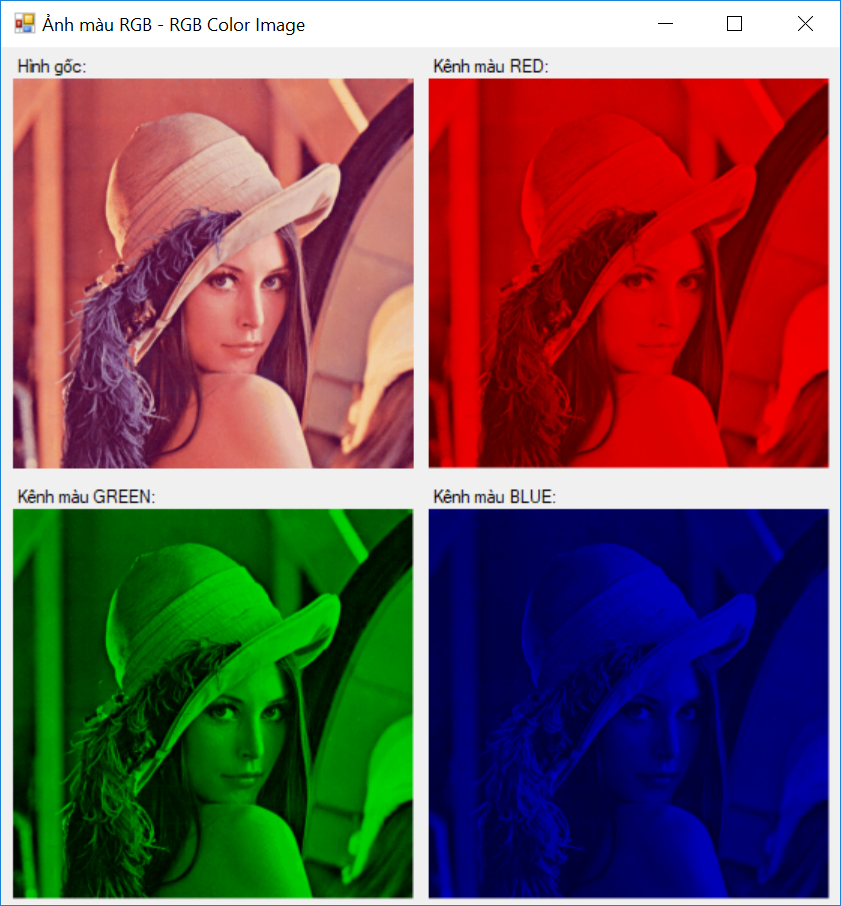 Ảnh màu RGB - RGB Color Image
Hình gốc:
Kênh màu RED:
Kênh màu GREEN:
Kênh màu BLUE: